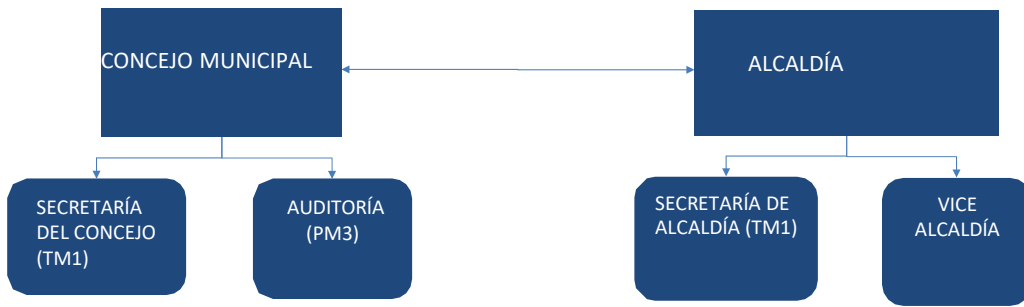 CONCEJO MUNICIPAL
ALCALDÍA
SECRETARÍA
DEL CONCEJO
(TM1)
AUDITORÍA
(PM3)
SECRETARÍA DE
ALCALDÍA (TM1)
VICE
ALCALDÍA